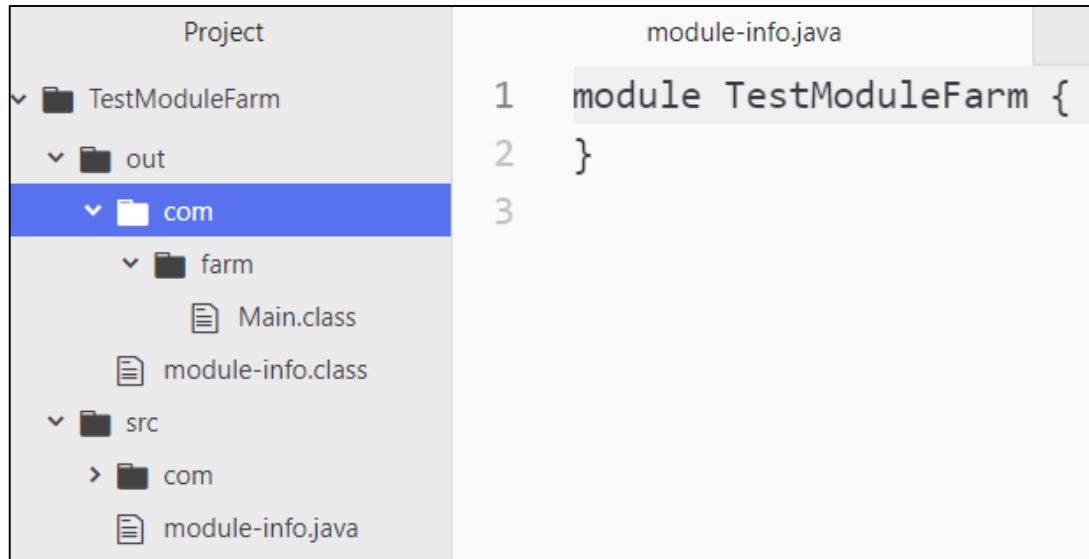 Project
TestModuleFarm
out
com
farm
Main.class
module-info.class
src
com
module-info.java
module-info.java
1 module TestModuleFarm {
2 }
3